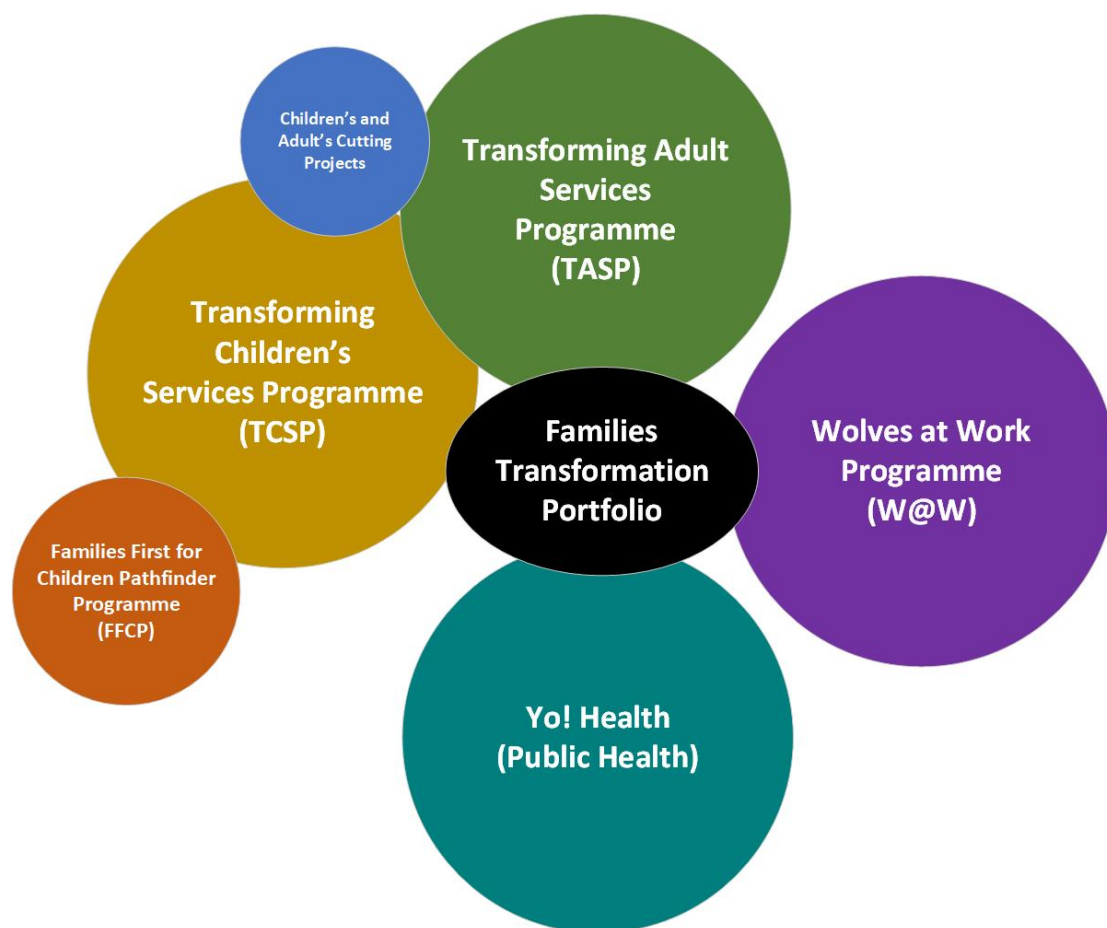 Children’s and
Adult’s Cutting
Projects
Transforming Adult
Services
Programme
(TASP)
Transforming
Children’s
Services Programme
(TCSP)
Families
Transformation
Portfolio
Wolves at Work
Programme
(W@W)
Families First for
Children Pathfinder
Programme
(FFCP)
Yo! Health
(Public Health)